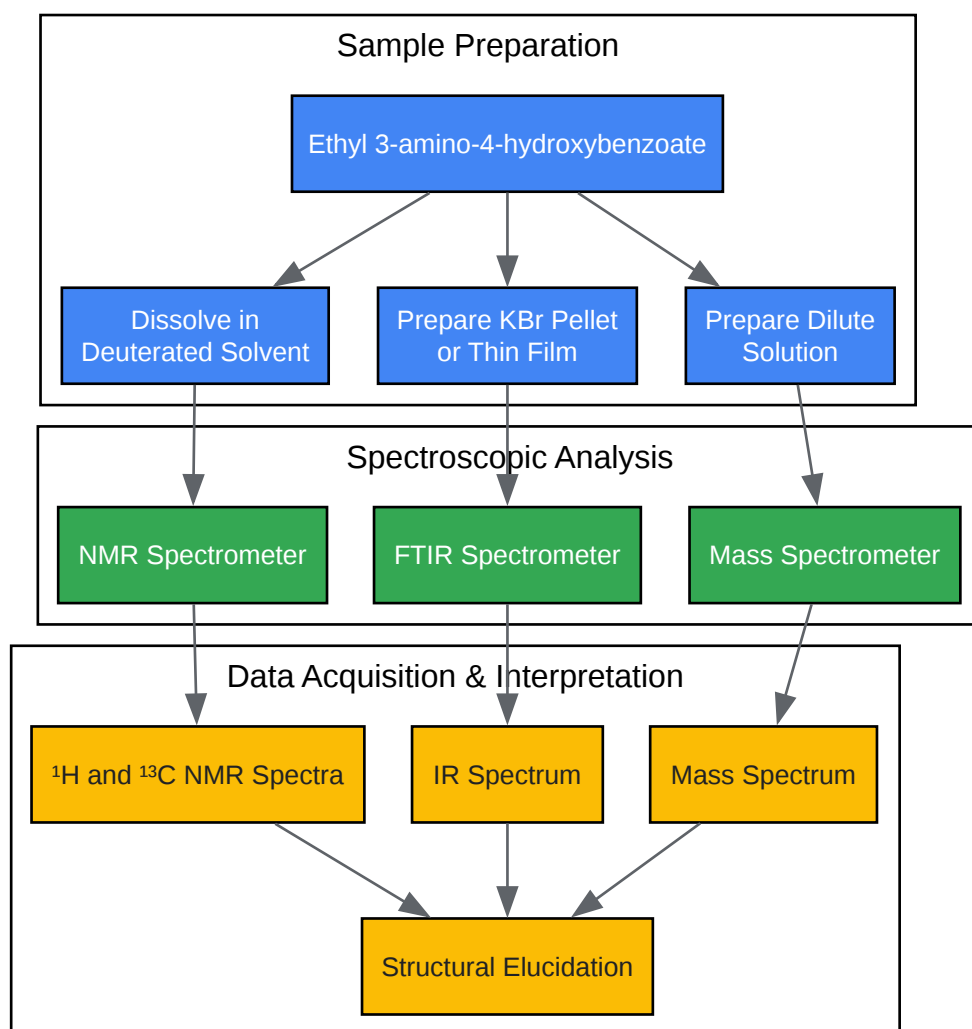 Sample Preparation
Ethyl 3-amino-4-hydroxybenzoate
Dissolve in
Deuterated Solvent
Prepare KBr Pellet
or Thin Film
Prepare Dilute
Solution
Spectroscopic Analysis
NMR Spectrometer
FTIR Spectrometer
Mass Spectrometer
Data Acquisition & Interpretation
¹H and ¹³C NMR Spectra
IR Spectrum
Mass Spectrum
Structural Elucidation